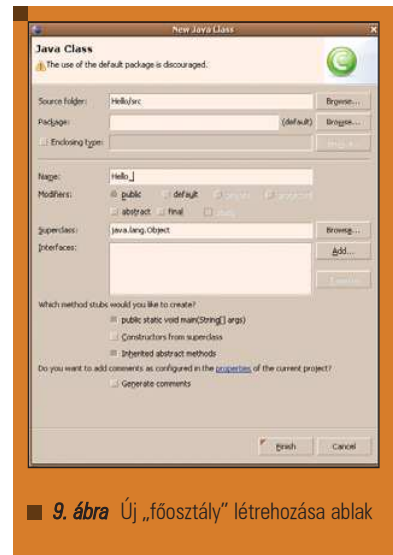 New Java Class
Java Class
The use of the default package is discouraged.
Source folder: Hello/src Browse...
Package: (default) Browse...
Enclosing type:
Name: Hello_
Modifiers: public default
abstract final
Superclass: java.lang.Object Browse...
Interfaces: Add...
Which method stubs would you like to create?
public static void main(String[] args)
Constructors from superclass
Inherited abstract methods
Do you want to add comments as configured in the properties of the current project?
Generate comments
Finish Cancel
9. ábra Új „főosztály” létrehozása ablak